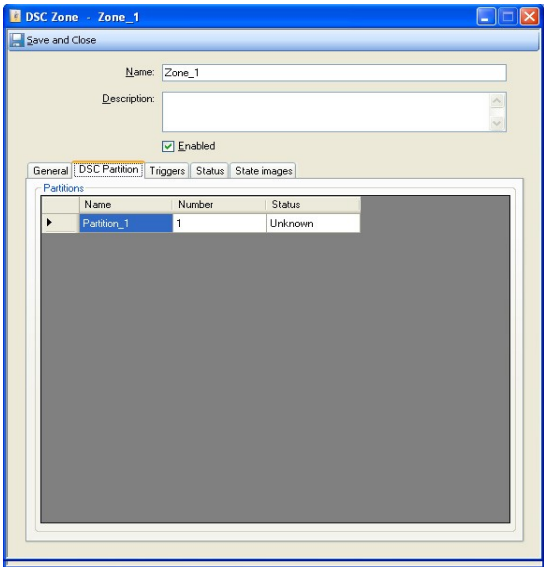 DSC Zone - Zone_1
Save and Close
Name: Zone_1
Description:
Enabled
General DSC Partition Triggers Status State images
Partitions
Name Number Status
Partition_1 1 Unknown